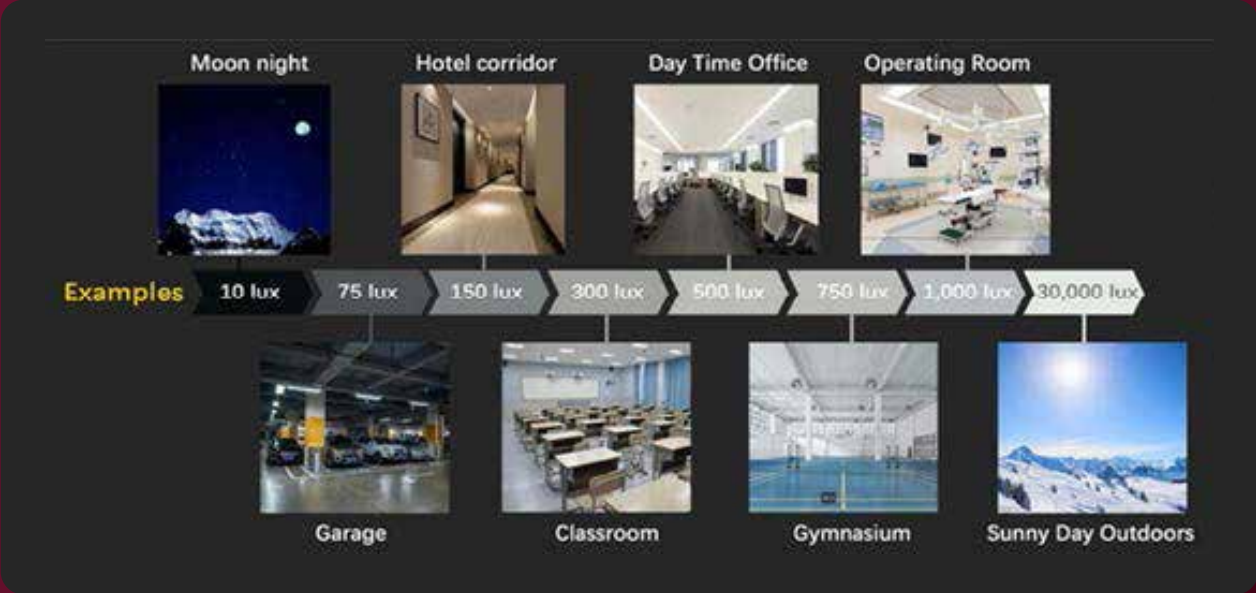 Moon night
Hotel corridor
Day Time Office
Operating Room
Examples
10 lux
75 lux
150 lux
300 lux
500 lux
750 lux
1,000 lux
30,000 lux
Garage
Classroom
Gymnasium
Sunny Day Outdoors